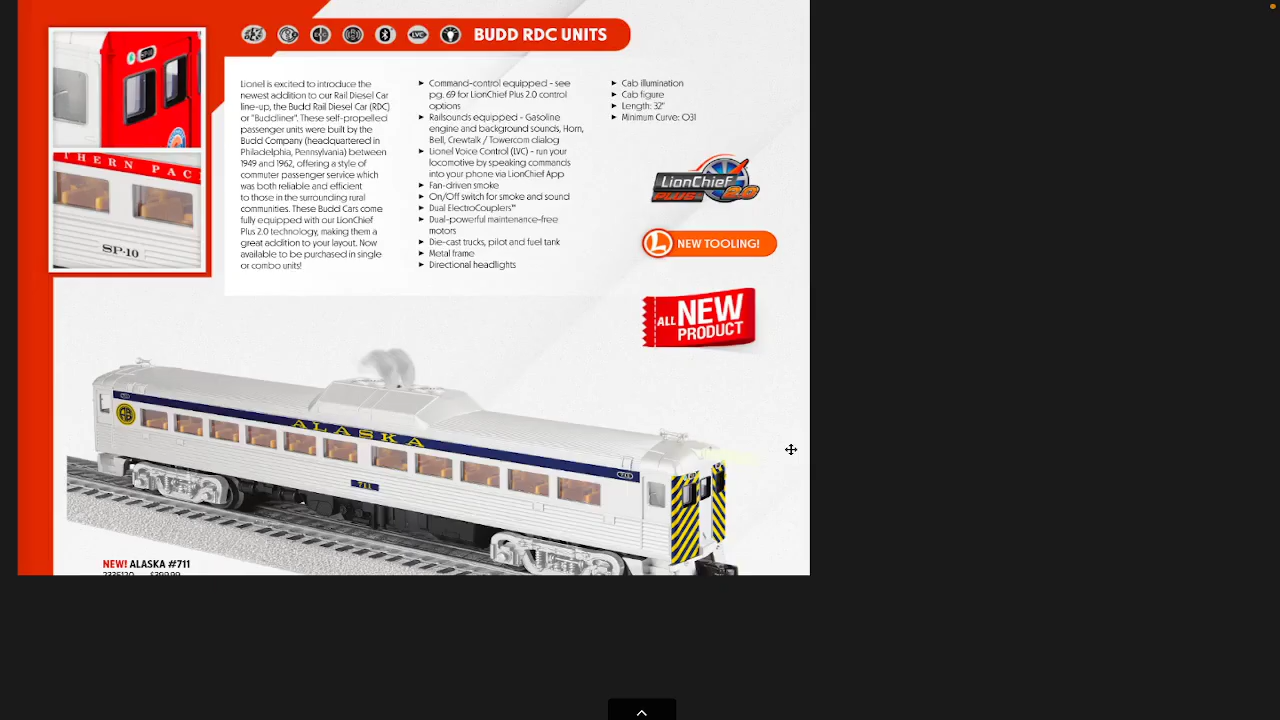 BUDD RDC UNITS
LVC
Lionel is excited to introduce the
newest addition to our Rail Diesel Car
line-up, the Budd Rail Diesel Car (RDC)
or "Buddliner". These self-propelled
passenger units were built by the
Budd Company (headquartered in
Philadelphia, Pennsylvania) between
1949 and 1962, offering a style of
commuter passenger service which
was both reliable and efficient
to those in the surrounding rural
communities. These Budd Cars come
fully equipped with our LionChief
Plus 2.0 technology, making them a
great addition to your layout. Now
available to be purchased in single
or combo units!
► Command-control equipped - see
pg. 69 for LionChief Plus 2.0 control
options
► Railsounds equipped - Gasoline
engine and background sounds, Horn,
Bell, Crewtalk / Towercom dialog
► Lionel Voice Control (LVC) - run your
locomotive by speaking commands
into your phone via LionChief App
► Fan-driven smoke
► On/Off switch for smoke and sound
► Dual ElectroCouplers™
► Dual-powerful maintenance-free
motors
► Die-cast trucks, pilot and fuel tank
► Metal frame
► Directional headlights
► Cab illumination
► Cab figure
► Length: 32"
► Minimum Curve: O31
LionChief
PLUS 2.0
L NEW TOOLING!
ALL NEW
PRODUCT
THERN PAC
SP-10
ALASKA
711
NEW! ALASKA #711
2335120 $399.99